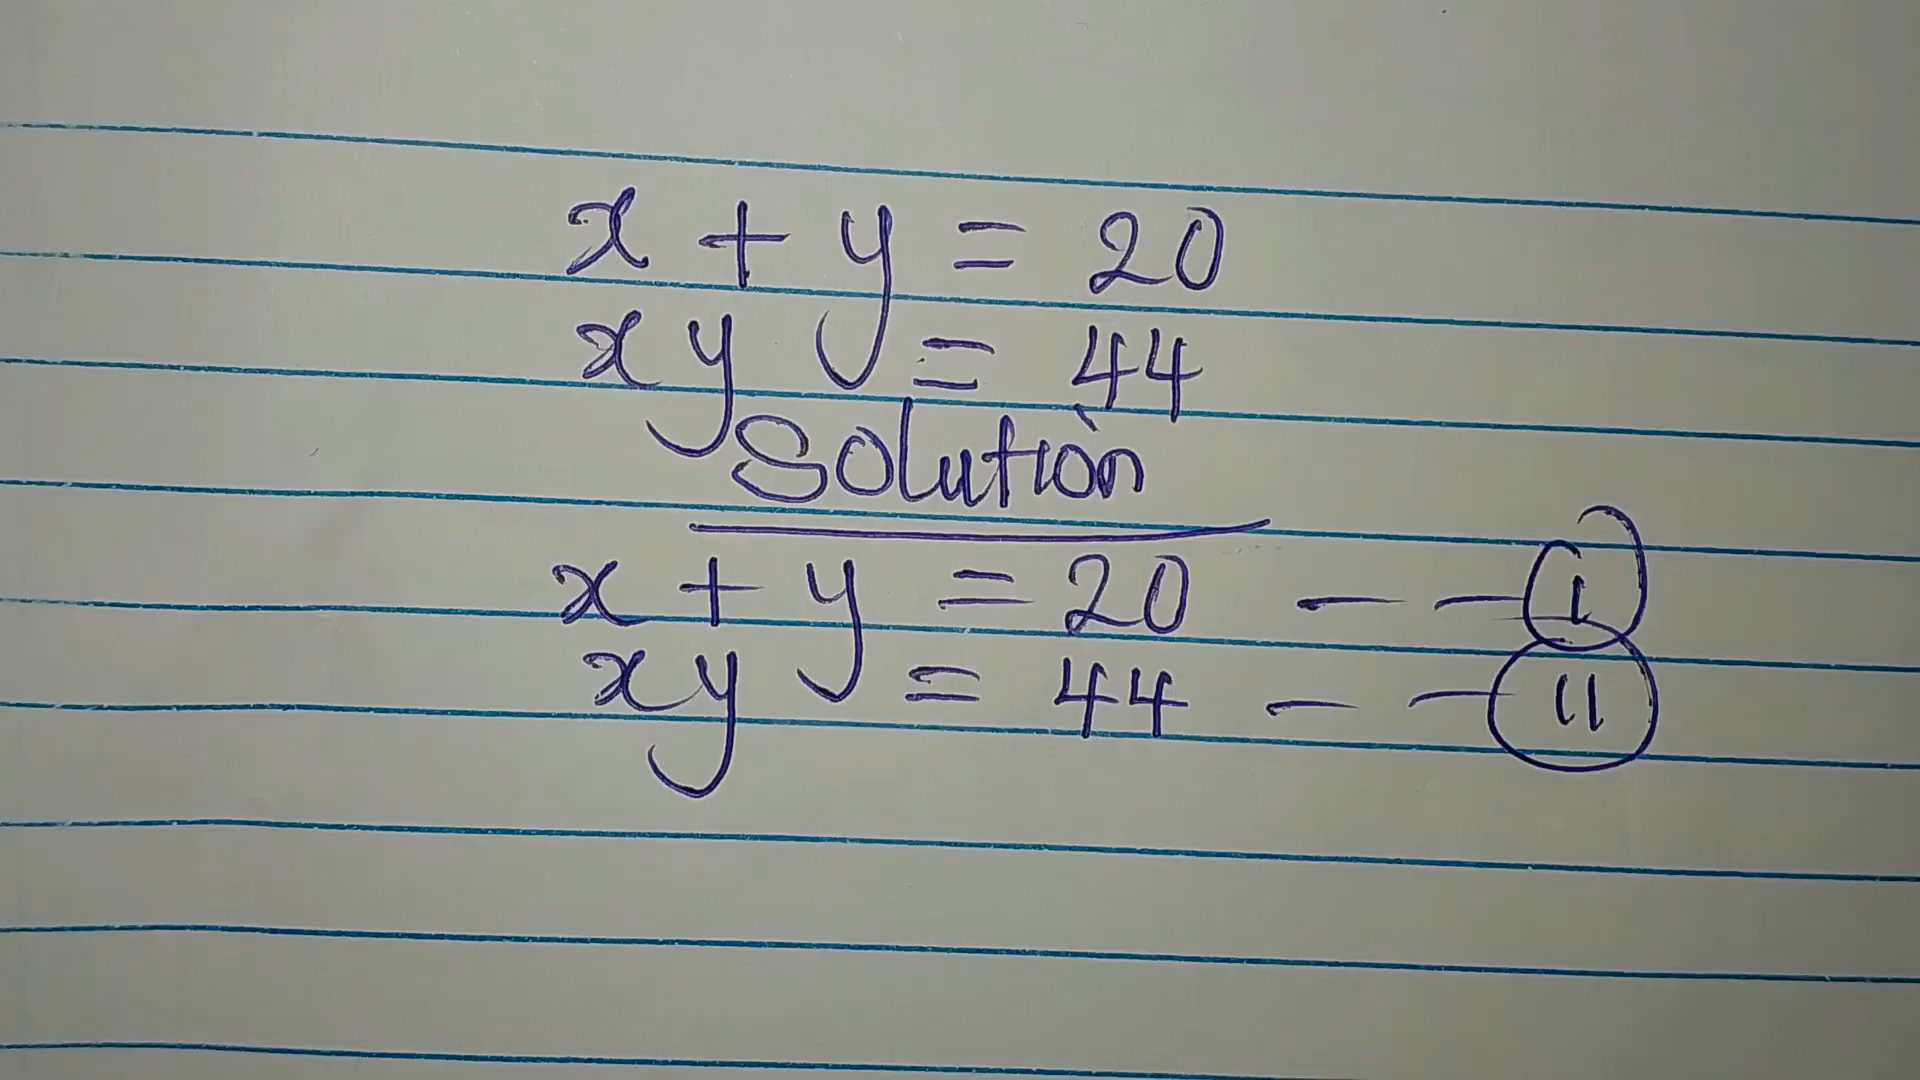 x + y = 20
xy = 44
Solution
x + y = 20 - - (i)
xy = 44 - - (ii)